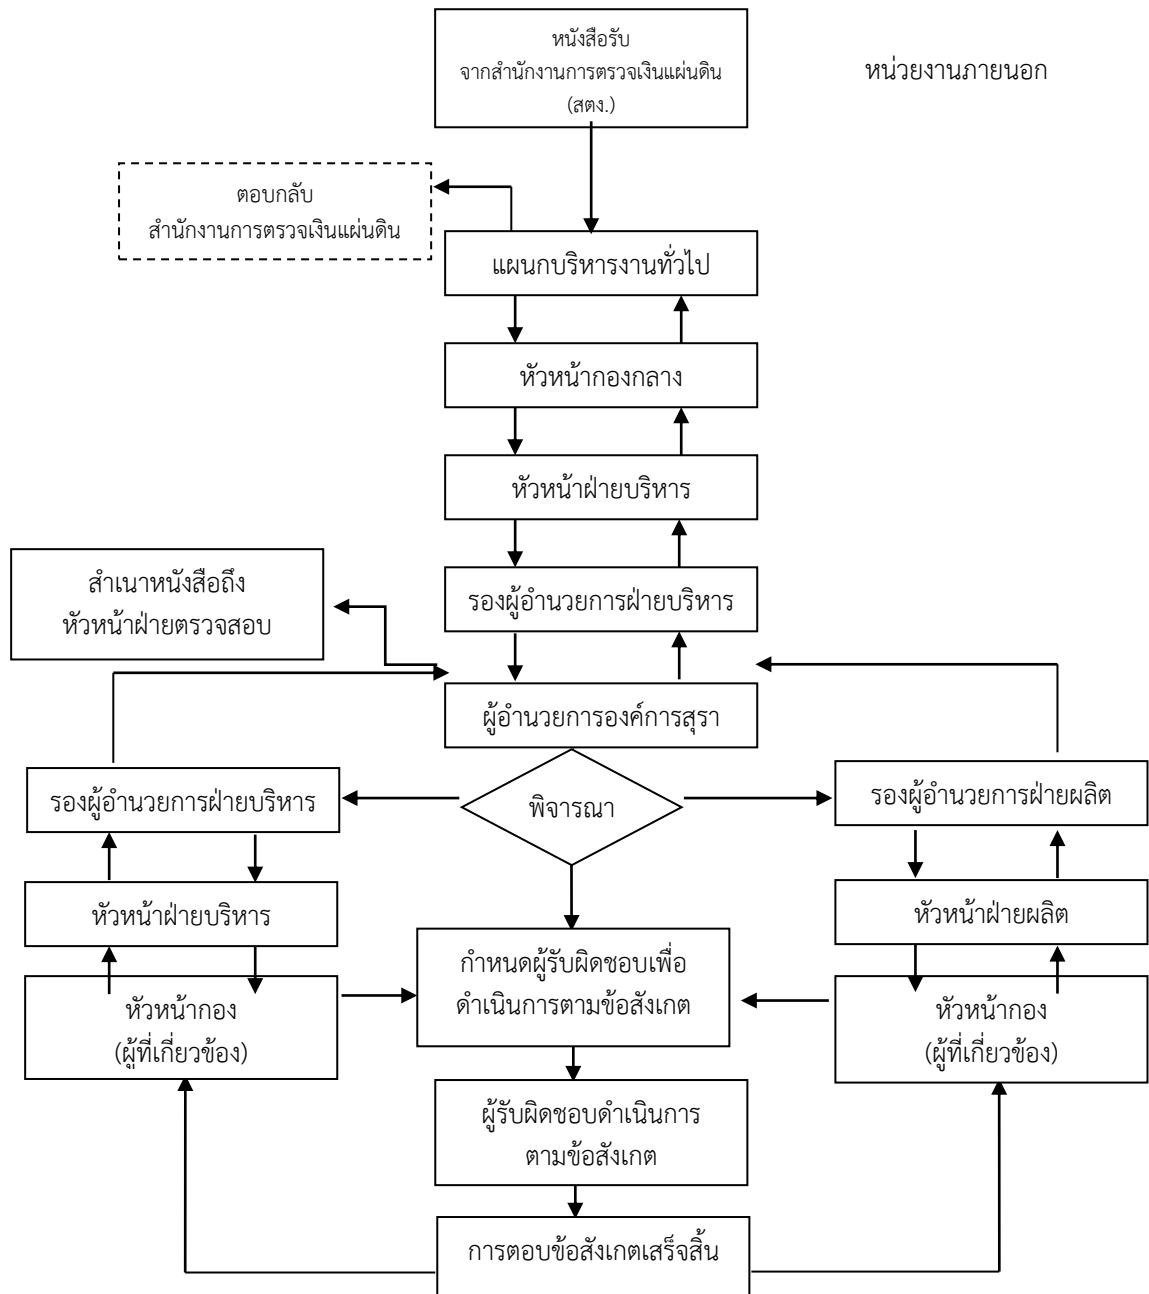 หนังสือรับ
จากสำนักงานการตรวจเงินแผ่นดิน
(สตง.)
หน่วยงานภายนอก
ตอบกลับ
สำนักงานการตรวจเงินแผ่นดิน
แผนกบริหารงานทั่วไป
หัวหน้ากองกลาง
หัวหน้าฝ่ายบริหาร
รองผู้อำนวยการฝ่ายบริหาร
สำเนาหนังสือถึง
หัวหน้าฝ่ายตรวจสอบ
ผู้อำนวยการองค์การสุรา
พิจารณา
รองผู้อำนวยการฝ่ายบริหาร
หัวหน้าฝ่ายบริหาร
หัวหน้ากอง
(ผู้ที่เกี่ยวข้อง)
รองผู้อำนวยการฝ่ายผลิต
หัวหน้าฝ่ายผลิต
หัวหน้ากอง
(ผู้ที่เกี่ยวข้อง)
กำหนดผู้รับผิดชอบเพื่อ
ดำเนินการตามข้อสังเกต
ผู้รับผิดชอบดำเนินการ
ตามข้อสังเกต
การตอบข้อสังเกตเสร็จสิ้น